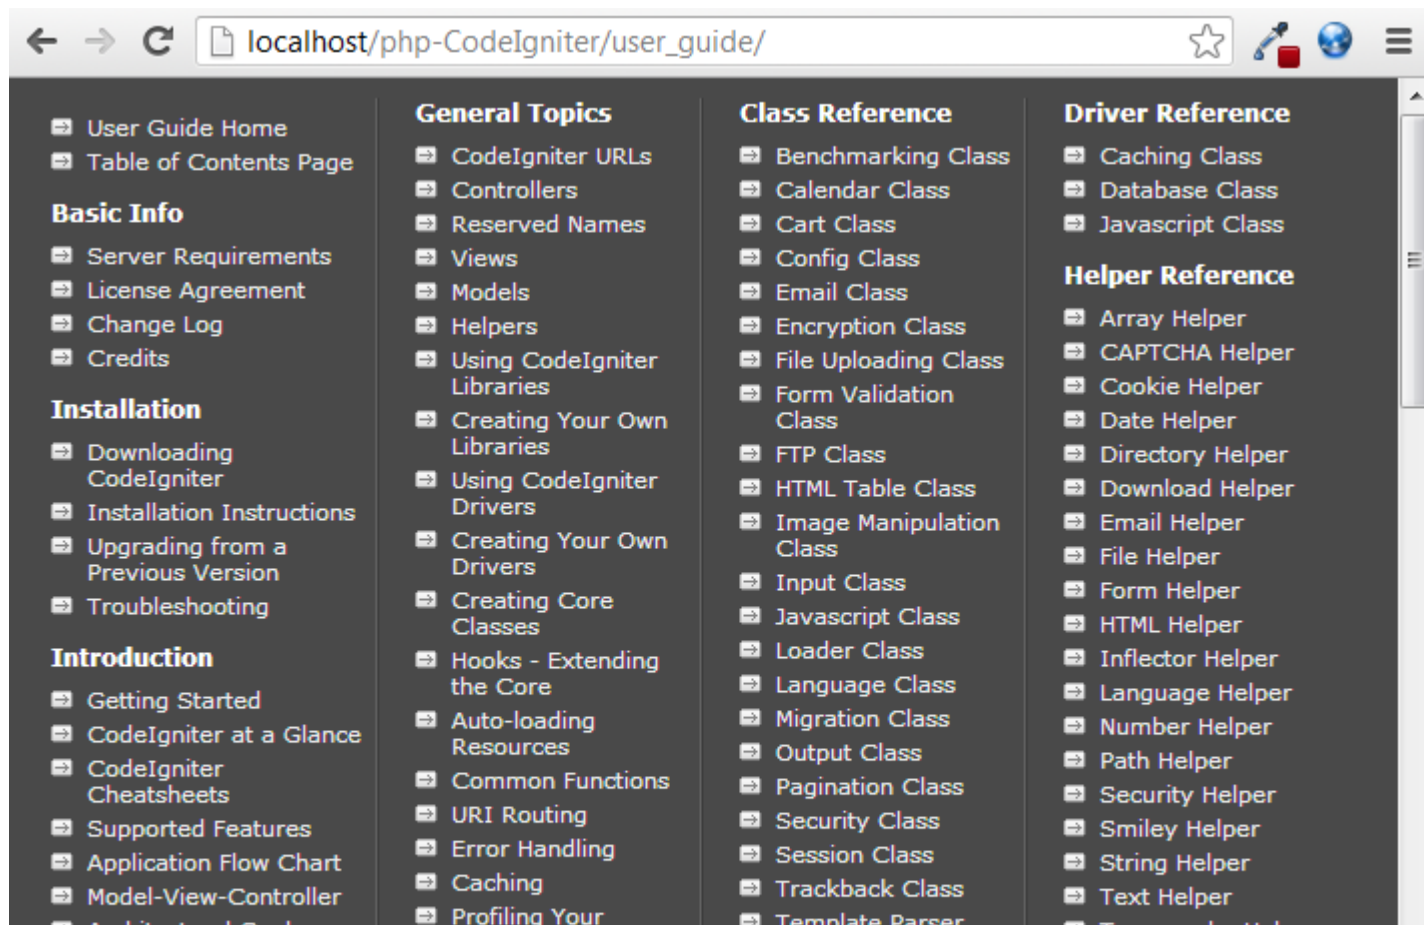 localhost/php-CodeIgniter/user_guide/
User Guide Home
Table of Contents Page
Basic Info
Server Requirements
License Agreement
Change Log
Credits
Installation
Downloading
CodeIgniter
Installation Instructions
Upgrading from a
Previous Version
Troubleshooting
Introduction
Getting Started
CodeIgniter at a Glance
CodeIgniter
Cheatsheets
Supported Features
Application Flow Chart
Model-View-Controller
General Topics
CodeIgniter URLs
Controllers
Reserved Names
Views
Models
Helpers
Using CodeIgniter
Libraries
Creating Your Own
Libraries
Using CodeIgniter
Drivers
Creating Your Own
Drivers
Creating Core
Classes
Hooks - Extending
the Core
Auto-loading
Resources
Common Functions
URI Routing
Error Handling
Caching
Profiling Your
Class Reference
Benchmarking Class
Calendar Class
Cart Class
Config Class
Email Class
Encryption Class
File Uploading Class
Form Validation
Class
FTP Class
HTML Table Class
Image Manipulation
Class
Input Class
Javascript Class
Loader Class
Language Class
Migration Class
Output Class
Pagination Class
Security Class
Session Class
Trackback Class
Template Parser
Driver Reference
Caching Class
Database Class
Javascript Class
Helper Reference
Array Helper
CAPTCHA Helper
Cookie Helper
Date Helper
Directory Helper
Download Helper
Email Helper
File Helper
Form Helper
HTML Helper
Inflector Helper
Language Helper
Number Helper
Path Helper
Security Helper
Smiley Helper
String Helper
Text Helper